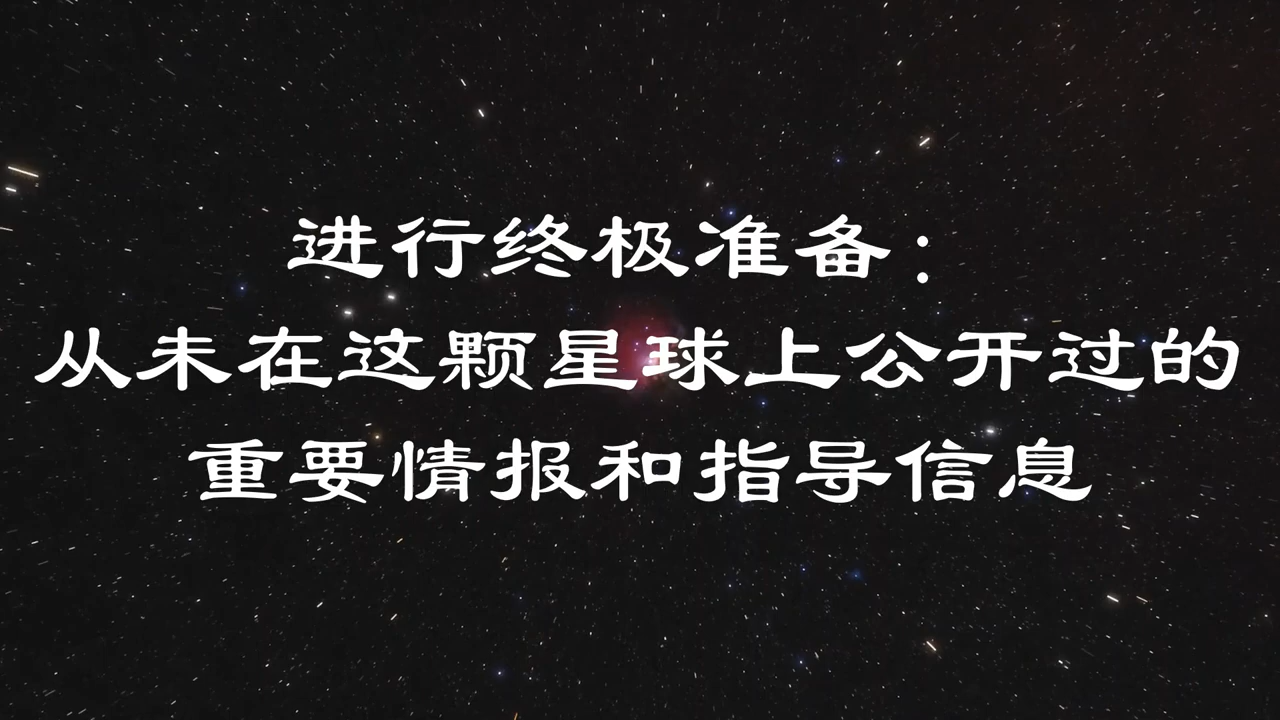 进行终极准备：
从未在这颗星球上公开过的
重要情报和指导信息